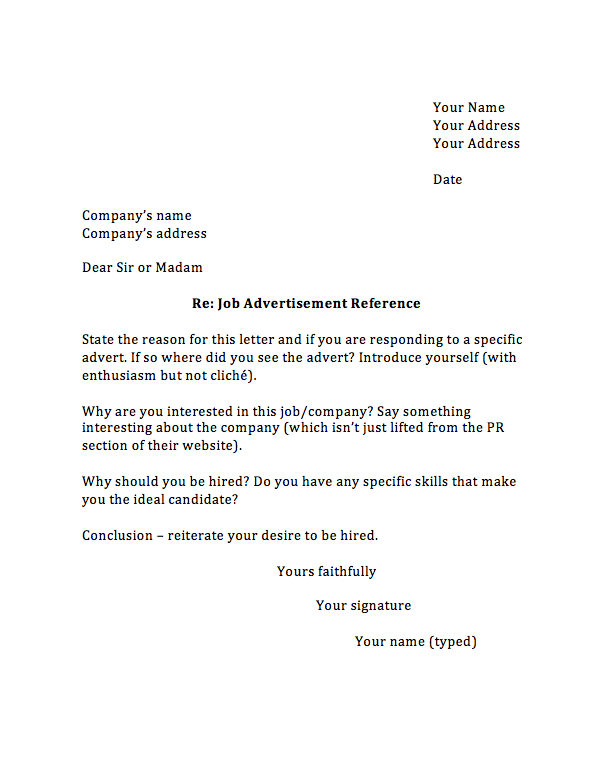 Your Name
Your Address
Your Address
Date
Company’s name
Company’s address
Dear Sir or Madam
Re: Job Advertisement Reference
State the reason for this letter and if you are responding to a specific
advert. If so where did you see the advert? Introduce yourself (with
enthusiasm but not cliché).
Why are you interested in this job/company? Say something
interesting about the company (which isn’t just lifted from the PR
section of their website).
Why should you be hired? Do you have any specific skills that make
you the ideal candidate?
Conclusion – reiterate your desire to be hired.
Yours faithfully
Your signature
Your name (typed)